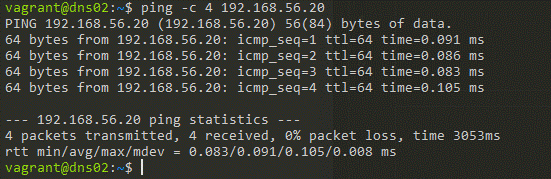 vagrant@dns02:~$ ping -c 4 192.168.56.20
PING 192.168.56.20 (192.168.56.20) 56(84) bytes of data.
64 bytes from 192.168.56.20: icmp_seq=1 ttl=64 time=0.091 ms
64 bytes from 192.168.56.20: icmp_seq=2 ttl=64 time=0.086 ms
64 bytes from 192.168.56.20: icmp_seq=3 ttl=64 time=0.083 ms
64 bytes from 192.168.56.20: icmp_seq=4 ttl=64 time=0.105 ms

--- 192.168.56.20 ping statistics ---
4 packets transmitted, 4 received, 0% packet loss, time 3053ms
rtt min/avg/max/mdev = 0.083/0.091/0.105/0.008 ms
vagrant@dns02:~$